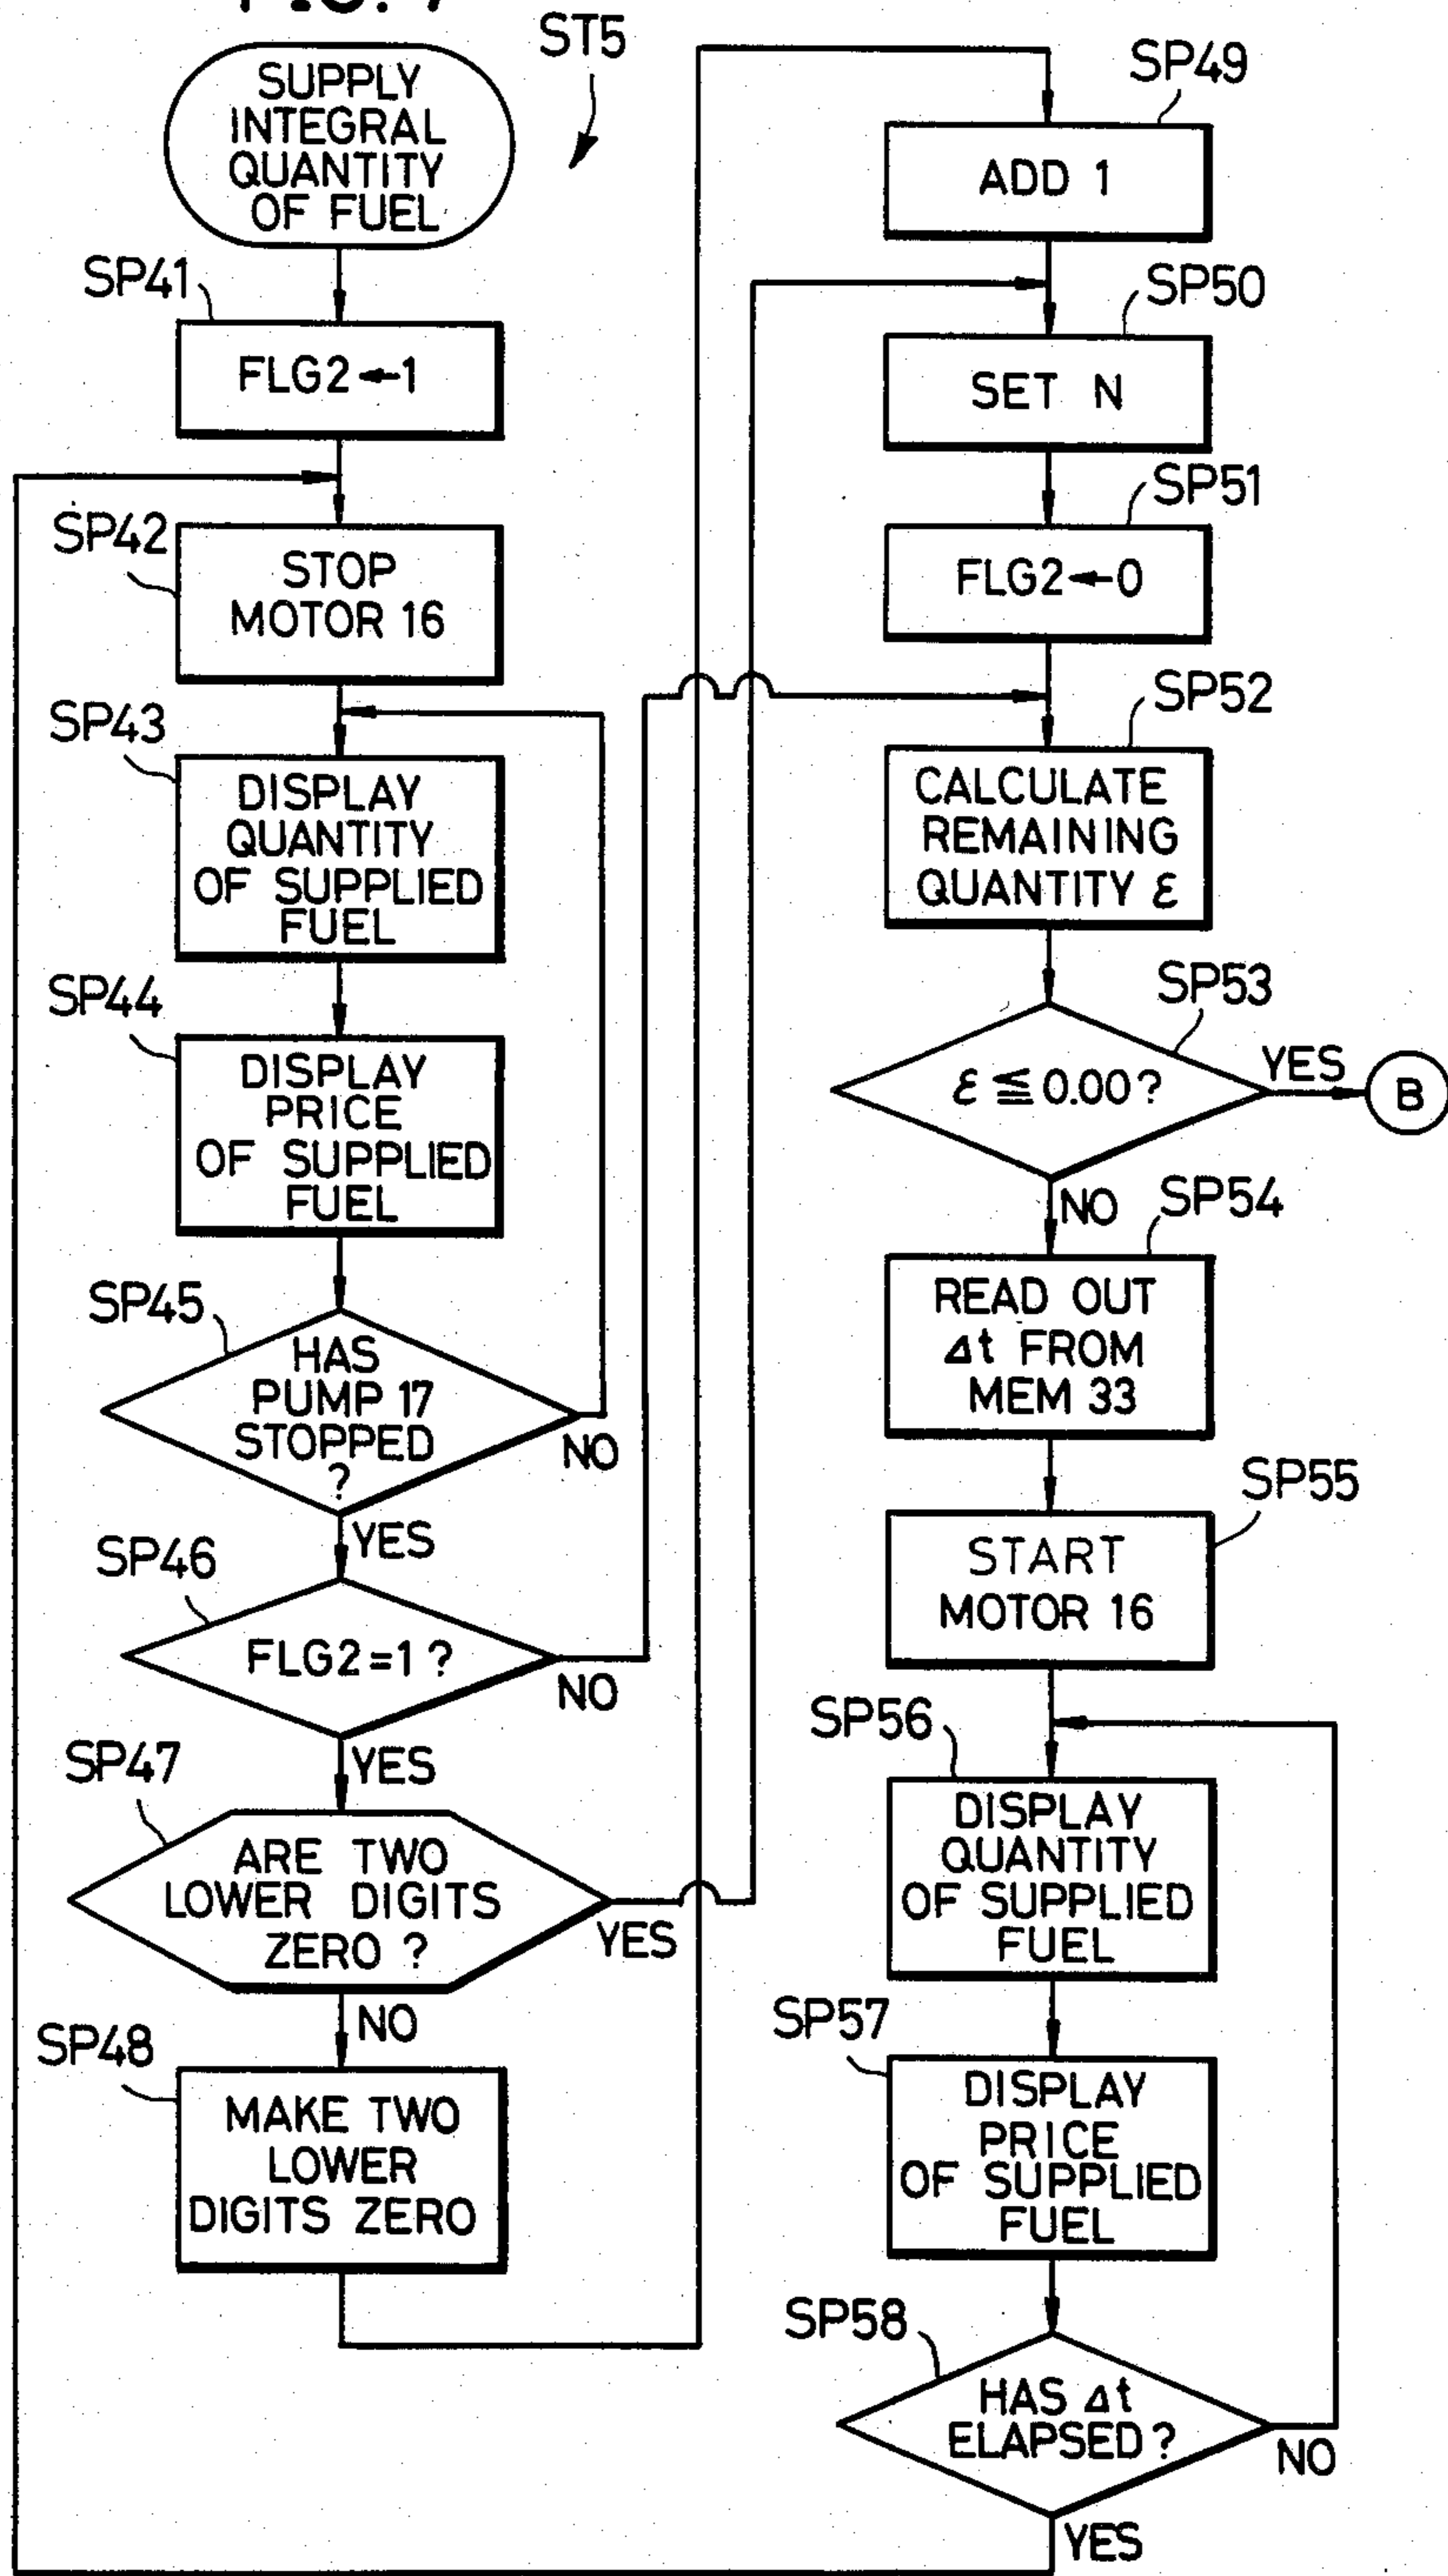 FIG. 7
ST5
SUPPLY
INTEGRAL
QUANTITY
OF FUEL
SP41
FLG2←1
SP42
STOP
MOTOR 16
SP43
DISPLAY
QUANTITY
OF SUPPLIED
FUEL
SP44
DISPLAY
PRICE
OF SUPPLIED
FUEL
SP45
HAS
PUMP 17
STOPPED
?
NO
YES
SP46
FLG2=1?
NO
YES
SP47
ARE TWO
LOWER DIGITS
ZERO?
YES
NO
SP48
MAKE TWO
LOWER
DIGITS ZERO
SP49
ADD 1
SP50
SET N
SP51
FLG2←0
SP52
CALCULATE
REMAINING
QUANTITY ε
SP53
ε ≦ 0.00?
YES
B
NO
SP54
READ OUT
Δt FROM
MEM 33
SP55
START
MOTOR 16
SP56
DISPLAY
QUANTITY
OF SUPPLIED
FUEL
SP57
DISPLAY
PRICE
OF SUPPLIED
FUEL
SP58
HAS Δt
ELAPSED?
NO
YES